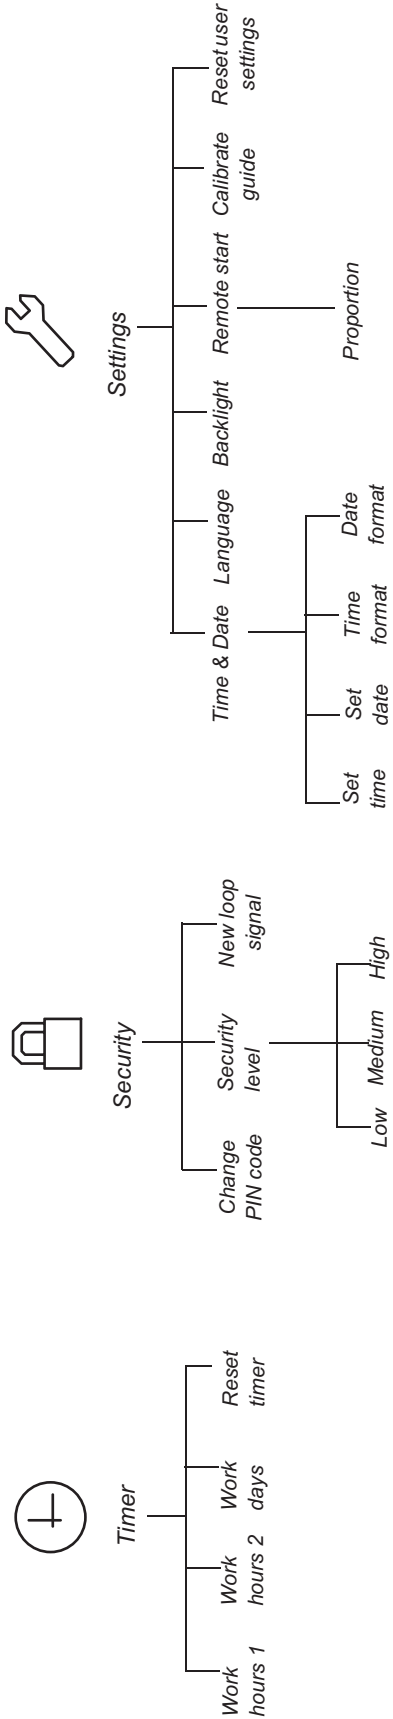 Timer
Work
hours 1
Work
hours 2
Work
days
Reset
timer
Security
Change
PIN code
Security
level
New loop
signal
Low
Medium
High
Settings
Time & Date
Language
Backlight
Remote start
Calibrate
guide
Reset user
settings
Set
time
Set
date
Time
format
Date
format
Proportion